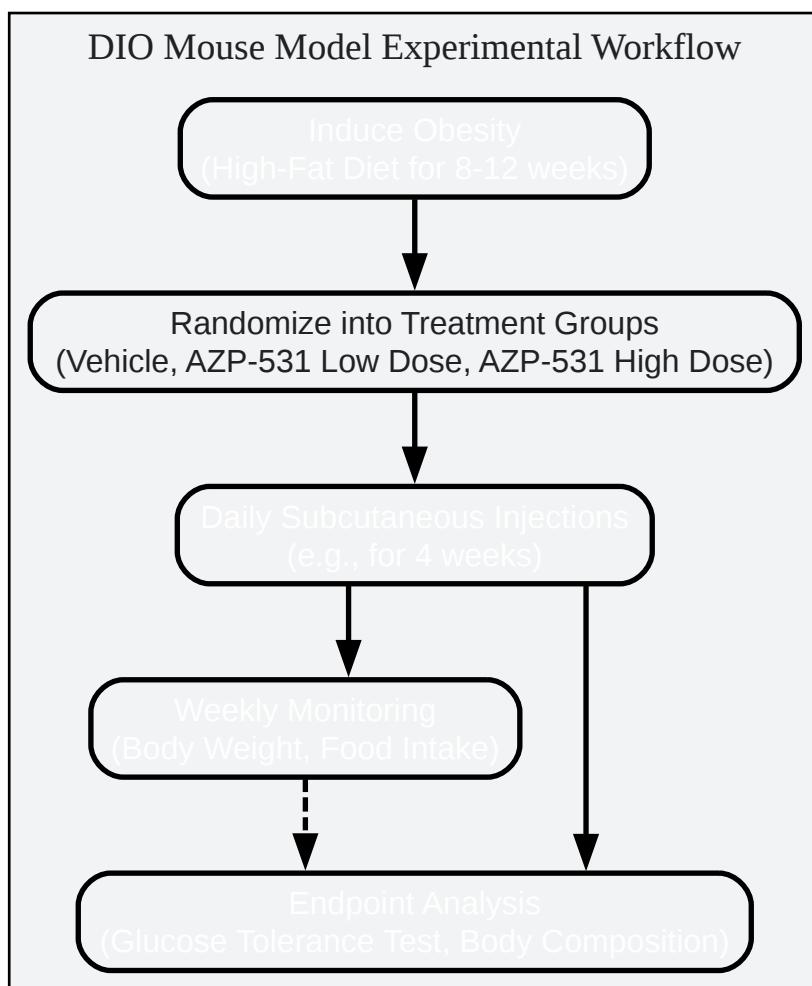 DIO Mouse Model Experimental Workflow
Induce Obesity
(High-Fat Diet for 8-12 weeks)
Randomize into Treatment Groups
(Vehicle, AZP-531 Low Dose, AZP-531 High Dose)
Daily Subcutaneous Injections
(e.g., for 4 weeks)
Weekly Monitoring
(Body Weight, Food Intake)
Endpoint Analysis
(Glucose Tolerance Test, Body Composition)